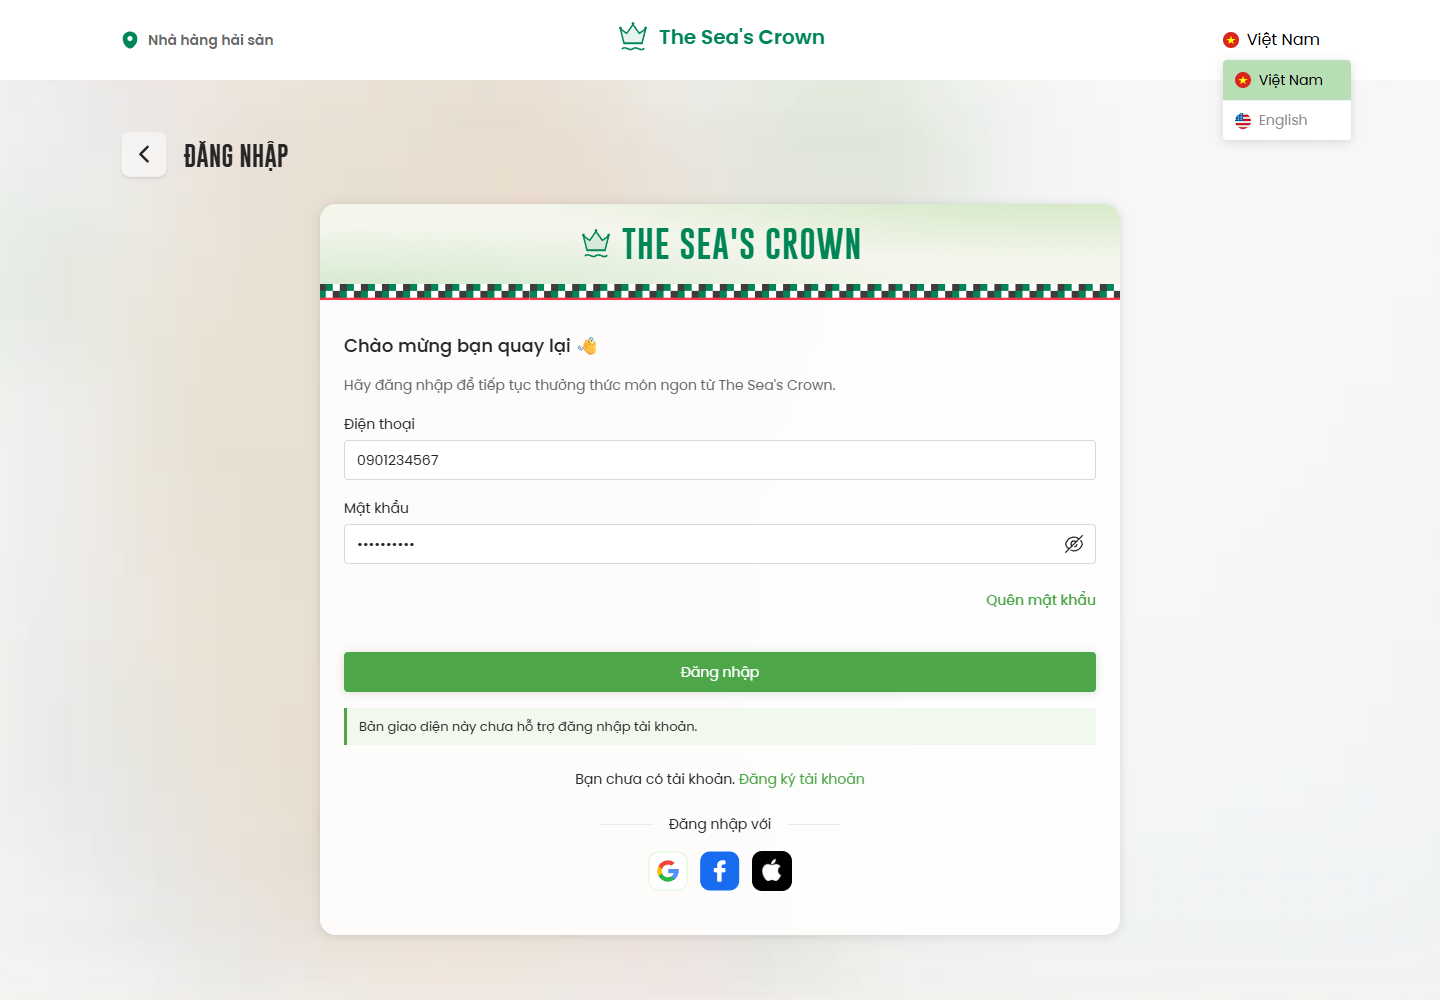 Nhà hàng hải sản
The Sea's Crown
Việt Nam
Việt Nam
English
ĐĂNG NHẬP
THE SEA'S CROWN
Chào mừng bạn quay lại 👋
Hãy đăng nhập để tiếp tục thưởng thức món ngon từ The Sea's Crown.
Điện thoại
0901234567
Mật khẩu
••••••••••
Quên mật khẩu
Đăng nhập
Bản giao diện này chưa hỗ trợ đăng nhập tài khoản.
Bạn chưa có tài khoản. Đăng ký tài khoản
Đăng nhập với